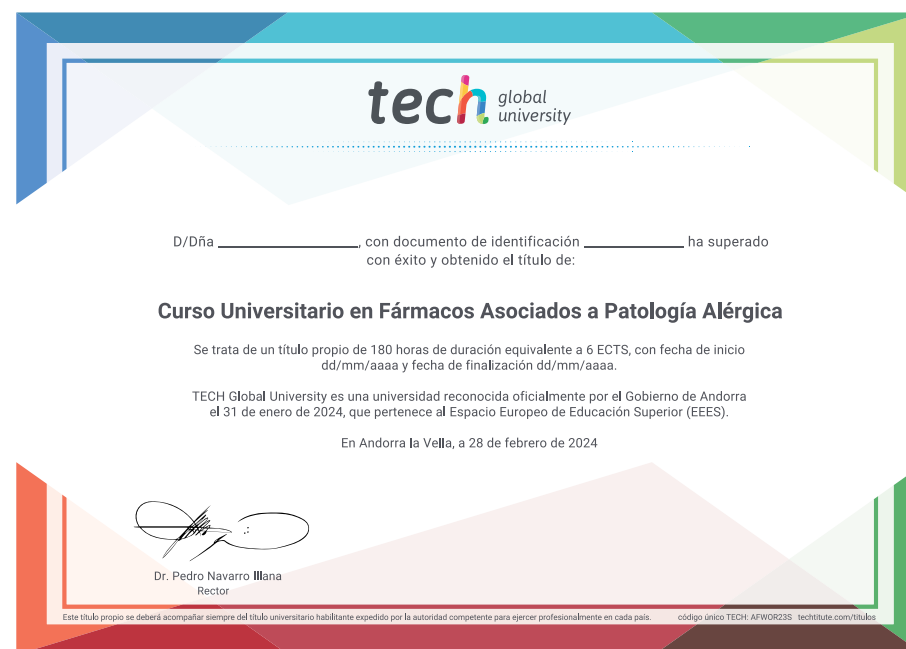 tech global university
D/Dña ____________, con documento de identificación ____________ ha superado
con éxito y obtenido el título de:
Curso Universitario en Fármacos Asociados a Patología Alérgica
Se trata de un título propio de 180 horas de duración equivalente a 6 ECTS, con fecha de inicio
dd/mm/aaaa y fecha de finalización dd/mm/aaaa.
TECH Global University es una universidad reconocida oficialmente por el Gobierno de Andorra
el 31 de enero de 2024, que pertenece al Espacio Europeo de Educación Superior (EEES).
En Andorra la Vella, a 28 de febrero de 2024
Dr. Pedro Navarro Illana
Rector
Este título propio se deberá acompañar siempre del título universitario habilitante expedido por la autoridad competente para ejercer profesionalmente en cada país. código único TECH: AFWOR23S techtitute.com/titulos